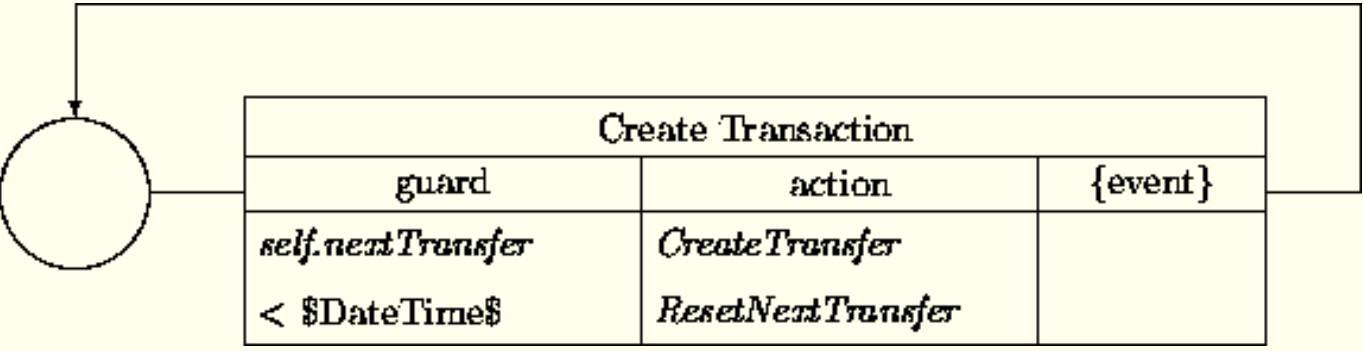 Create Transaction
guard action {event}
self.nextTransfer CreateTransfer
< $DateTime$ ResetNextTransfer